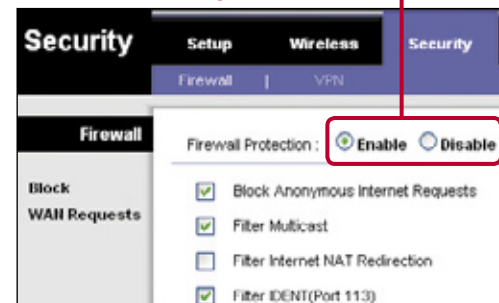 Security
Setup Wireless Security
Firewall | VPN
Firewall
Firewall Protection : Enable Disable
Block
WAN Requests
Block Anonymous Internet Requests
Filter Multicast
Filter Internet NAT Redirection
Filter IDENT(Port 113)